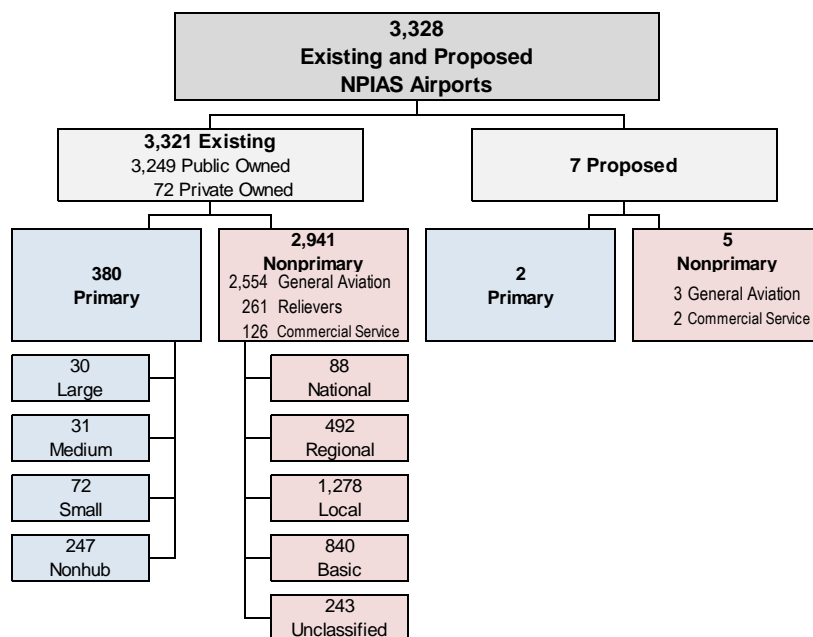 3,328
Existing and Proposed
NPIAS Airports
3,321 Existing
3,249 Public Owned
72 Private Owned
7 Proposed
380
Primary
2,941
Nonprimary
2,554 General Aviation
261 Relievers
126 Commercial Service
2
Primary
5
Nonprimary
3 General Aviation
2 Commercial Service
30
Large
31
Medium
72
Small
247
Nonhub
88
National
492
Regional
1,278
Local
840
Basic
243
Unclassified